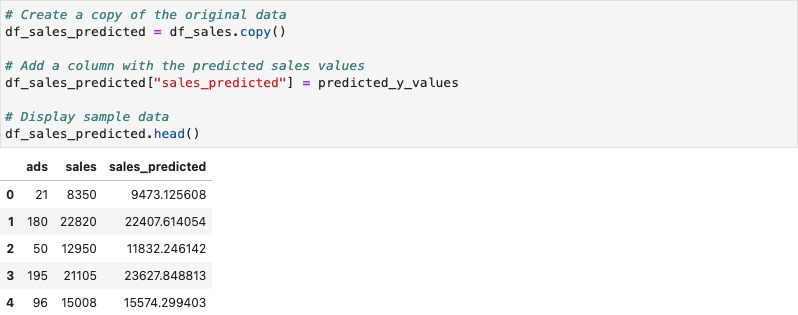 # Create a copy of the original data
df_sales_predicted = df_sales.copy()
# Add a column with the predicted sales values
df_sales_predicted["sales_predicted"] = predicted_y_values
# Display sample data
df_sales_predicted.head()
ads sales sales_predicted
0 21 8350 9473.125608
1 180 22820 22407.614054
2 50 12950 11832.246142
3 195 21105 23627.848813
4 96 15008 15574.299403